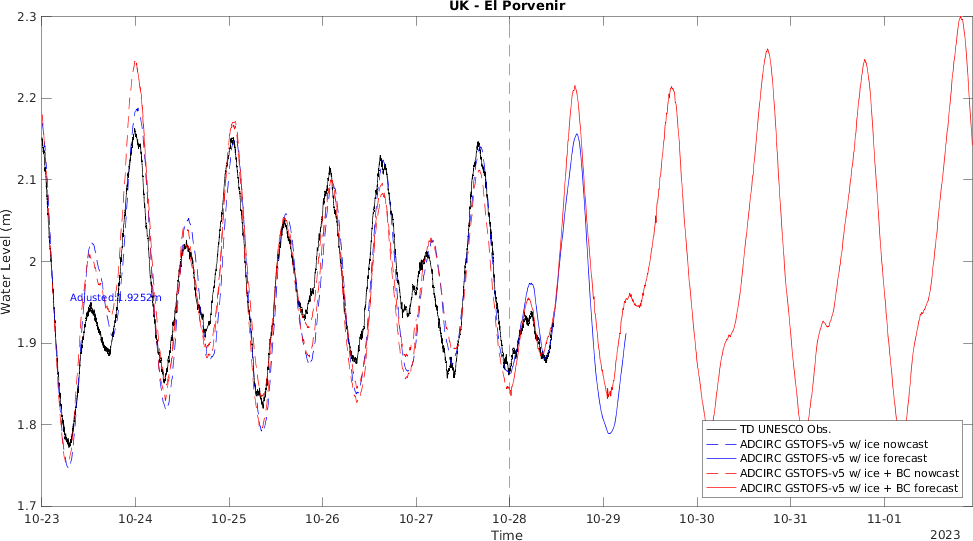 UK - El Porvenir
2.3
2.2
2.1
2
1.9
1.8
1.7
Water Level (m)
Adjusted:1.9252m
TD UNESCO Obs.
ADCIRC GSTOFS-v5 w/ ice nowcast
ADCIRC GSTOFS-v5 w/ ice forecast
ADCIRC GSTOFS-v5 w/ ice + BC nowcast
ADCIRC GSTOFS-v5 w/ ice + BC forecast
10-23 10-24 10-25 10-26 10-27 10-28 10-29 10-30 10-31 11-01
Time
2023